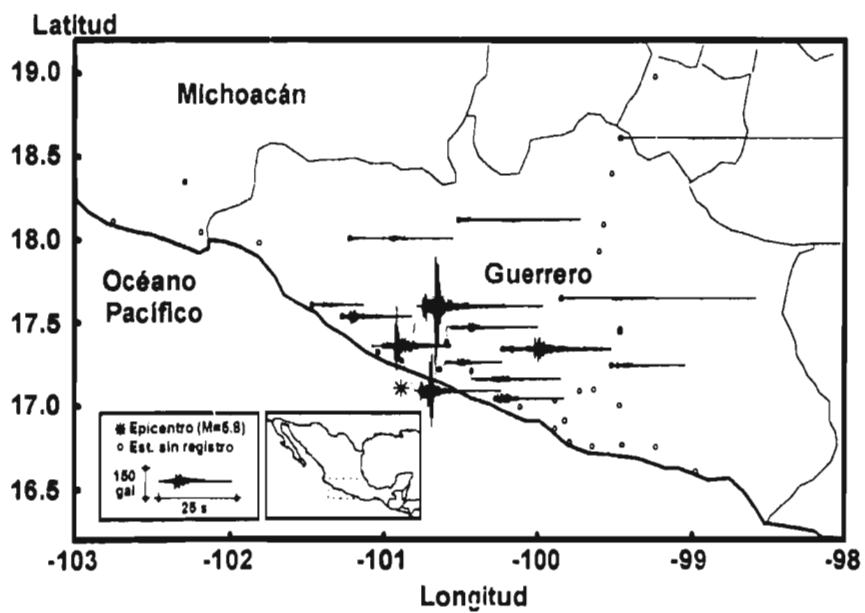 Latitud
19.0
Michoacán
18.5
18.0
Océano
Pacífico
Guerrero
17.5
17.0
Epicentro (M=5.8)
Est. sin registro
150
gal
25 s
16.5
-103
-102
-101
-100
-99
-98
Longitud